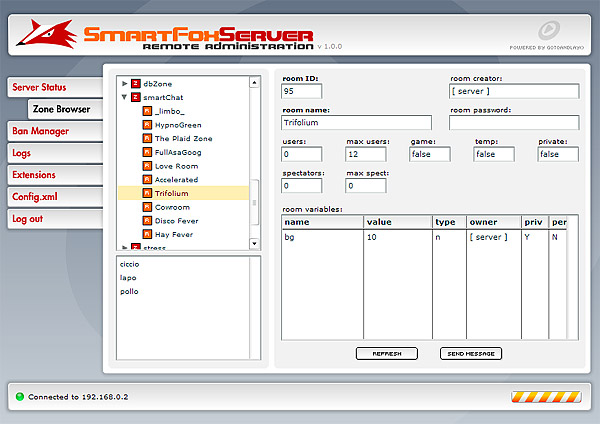 SmartFoxServer
REMOTE ADMINISTRATION v 1.0.0
POWERED BY GOTOANDPLAY()
Server Status
Zone Browser
Ban Manager
Logs
Extensions
Config.xml
Log out
dbZone
smartChat
_limbo_
HypnoGreen
The Plaid Zone
FullAsaGoog
Love Room
Accelerated
Trifolium
Cowroom
Disco Fever
Hay Fever
stress
ciccio
lapo
pollo
room ID: room creator:
95 [ server ]
room name: room password:
Trifolium
users: max users: game: temp: private:
0 12 false false false
spectators: max spect:
0 0
room variables:
name value type owner priv per
bg 10 n [ server ] Y N
REFRESH SEND MESSAGE
Connected to 192.168.0.2